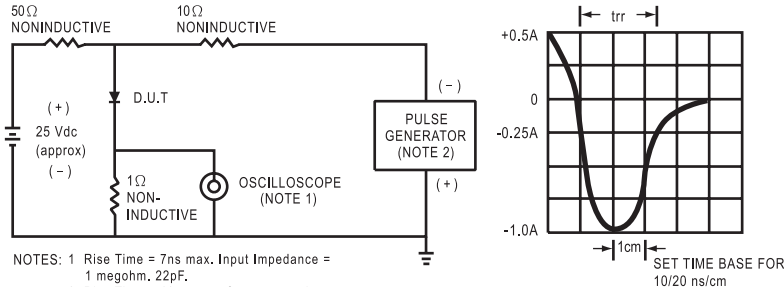 50Ω
NONINDUCTIVE
10Ω
NONINDUCTIVE
(+)
25 Vdc
(approx)
(−)
D.U.T
1Ω
NON-
INDUCTIVE
OSCILLOSCOPE
(NOTE 1)
(−)
PULSE
GENERATOR
(NOTE 2)
(+)
trr
+0.5A
0
-0.25A
-1.0A
1cm
SET TIME BASE FOR
10/20 ns/cm
NOTES: 1 Rise Time = 7ns max. Input Impedance =
1 megohm. 22pF.